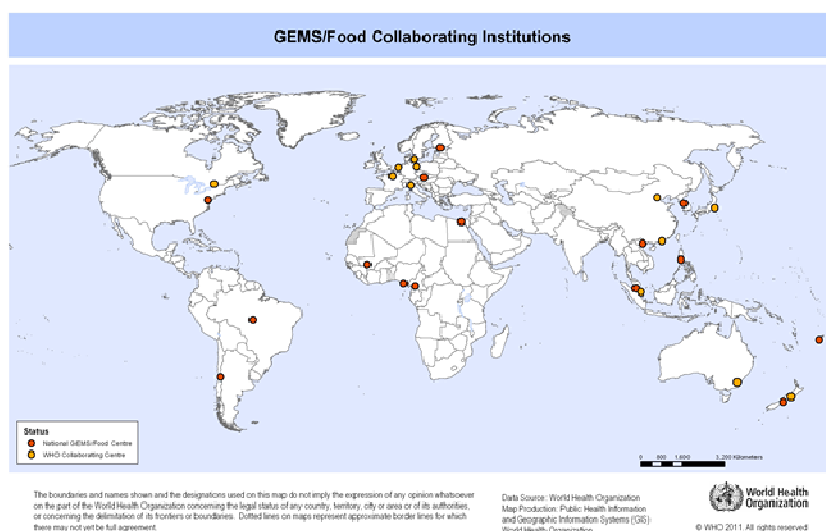 GEMS/Food Collaborating Institutions
Status
National GEMS/Food Centre
WHO Collaborating Centre
0 800 1,600 3,200 Kilometers
The boundaries and names shown and the designations used on this map do not imply the expression of any opinion whatsoever
on the part of the World Health Organization concerning the legal status of any country, territory, city or area or of its authorities,
or concerning the delimitation of its frontiers or boundaries. Dotted lines on maps represent approximate border lines for which
there may not yet be full agreement.
Data Source: World Health Organization
Map Production: Public Health Information
and Geographic Information Systems (GIS)
World Health Organization
World Health
Organization
© WHO 2011. All rights reserved